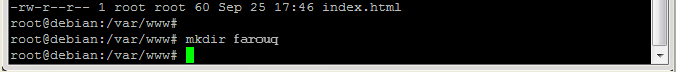 -rw-r--r-- 1 root root 60 Sep 25 17:46 index.html
root@debian:/var/www#
root@debian:/var/www# mkdir farouq
root@debian:/var/www#